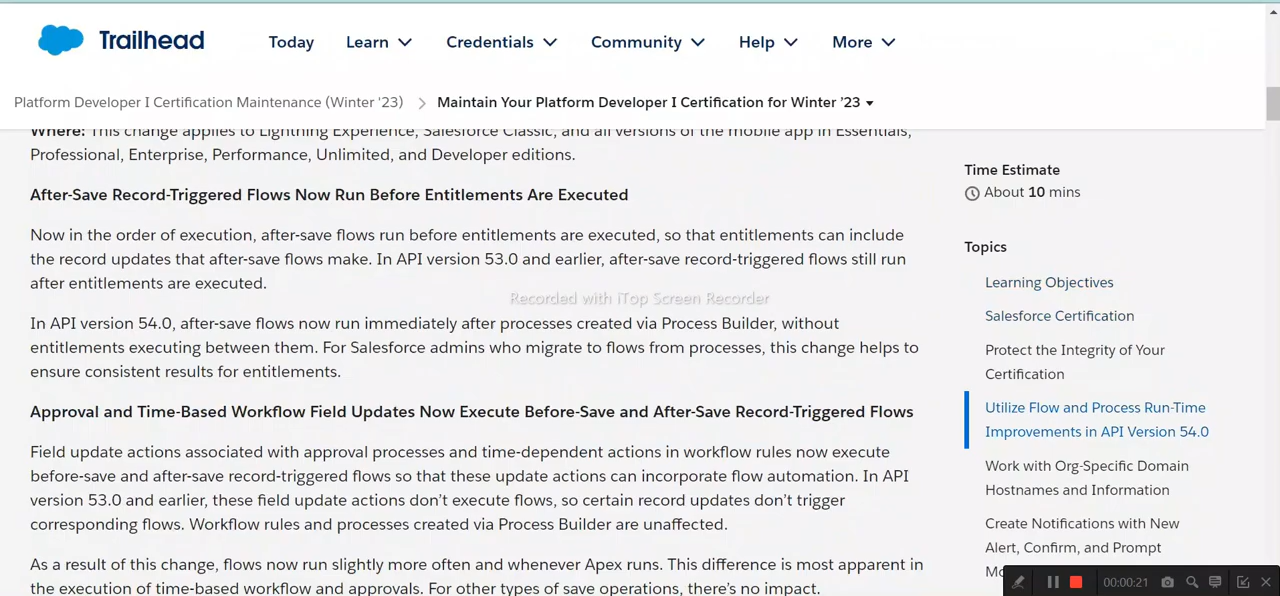 Trailhead
Today
Learn
Credentials
Community
Help
More
Platform Developer I Certification Maintenance (Winter '23)
Maintain Your Platform Developer I Certification for Winter '23
Where: This change applies to Lightning Experience, Salesforce Classic, and all versions of the mobile app in Essentials,
Professional, Enterprise, Performance, Unlimited, and Developer editions.
After-Save Record-Triggered Flows Now Run Before Entitlements Are Executed
Now in the order of execution, after-save flows run before entitlements are executed, so that entitlements can include
the record updates that after-save flows make. In API version 53.0 and earlier, after-save record-triggered flows still run
after entitlements are executed.
In API version 54.0, after-save flows now run immediately after processes created via Process Builder, without
entitlements executing between them. For Salesforce admins who migrate to flows from processes, this change helps to
ensure consistent results for entitlements.
Approval and Time-Based Workflow Field Updates Now Execute Before-Save and After-Save Record-Triggered Flows
Field update actions associated with approval processes and time-dependent actions in workflow rules now execute
before-save and after-save record-triggered flows so that these update actions can incorporate flow automation. In API
version 53.0 and earlier, these field update actions don't execute flows, so certain record updates don't trigger
corresponding flows. Workflow rules and processes created via Process Builder are unaffected.
As a result of this change, flows now run slightly more often and whenever Apex runs. This difference is most apparent in
the execution of time-based workflow and approvals. For other types of save operations, there's no impact.
Recorded with iTop Screen Recorder
Time Estimate
About 10 mins
Topics
Learning Objectives
Salesforce Certification
Protect the Integrity of Your
Certification
Utilize Flow and Process Run-Time
Improvements in API Version 54.0
Work with Org-Specific Domain
Hostnames and Information
Create Notifications with New
Alert, Confirm, and Prompt
00:00:21